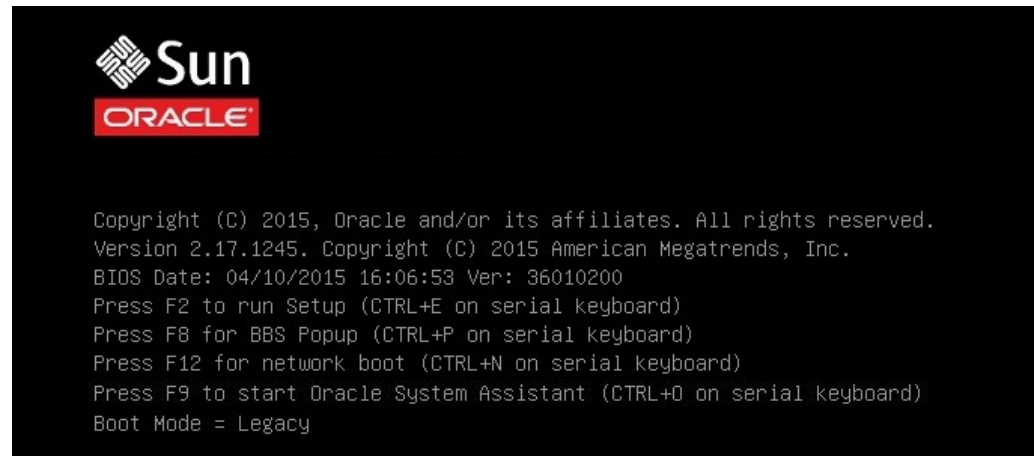 Sun
ORACLE
Copyright (C) 2015, Oracle and/or its affiliates. All rights reserved.
Version 2.17.1245. Copyright (C) 2015 American Megatrends, Inc.
BIOS Date: 04/10/2015 16:06:53 Ver: 36010200
Press F2 to run Setup (CTRL+E on serial keyboard)
Press F8 for BBS Popup (CTRL+P on serial keyboard)
Press F12 for network boot (CTRL+N on serial keyboard)
Press F9 to start Oracle System Assistant (CTRL+O on serial keyboard)
Boot Mode = Legacy